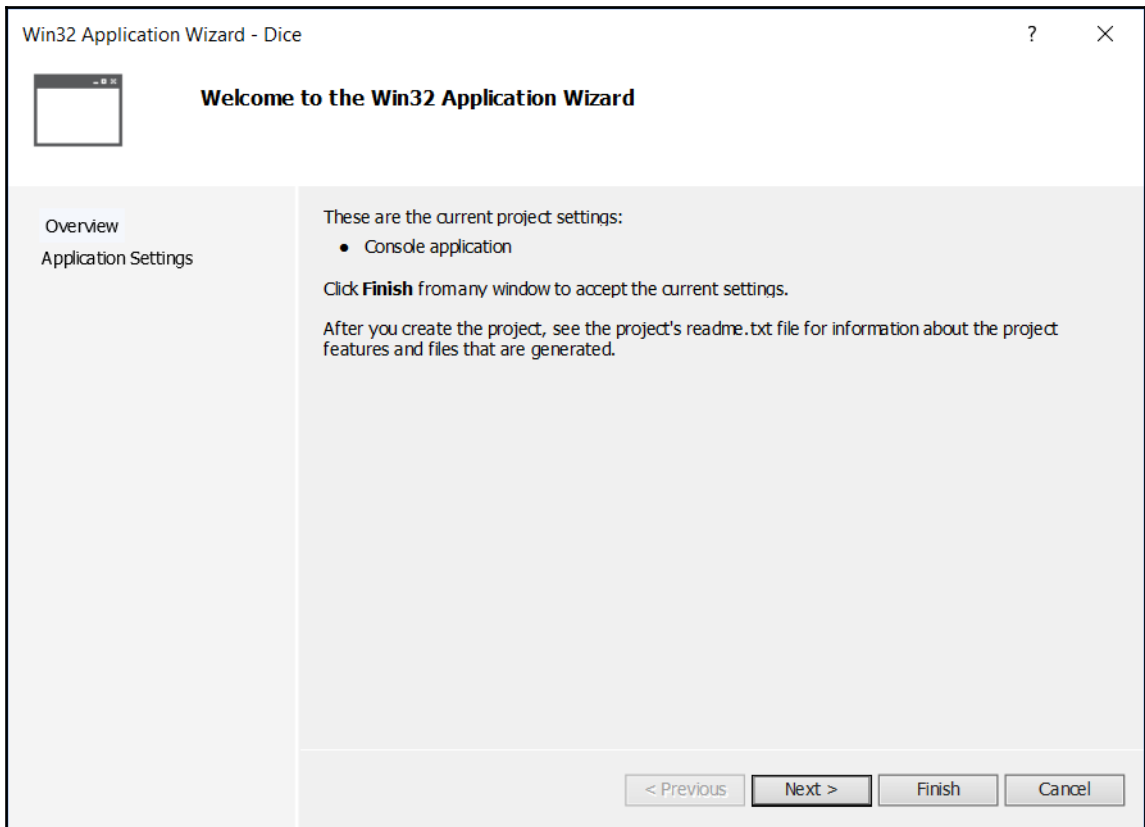 Win32 Application Wizard - Dice ?
Welcome to the Win32 Application Wizard
Overview
Application Settings
These are the current project settings:
● Console application
Click Finish from any window to accept the current settings.
After you create the project, see the project's readme.txt file for information about the project
features and files that are generated.
< Previous Next > Finish Cancel